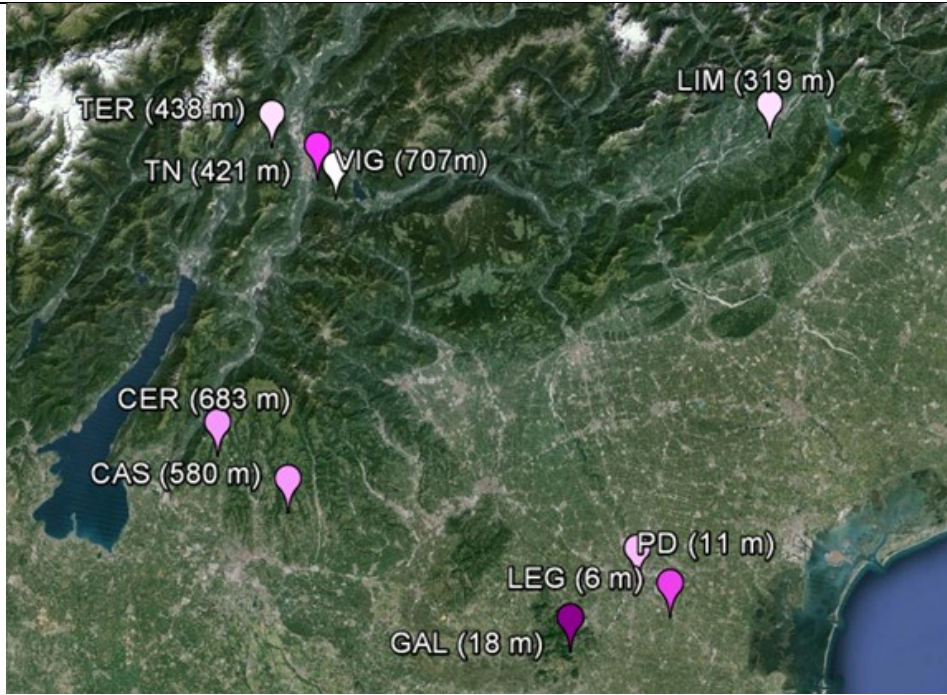 LIM (319 m)
TER (438 m)
TN (421 m)
VIG (707m)
CER (683 m)
CAS (580 m)
PD (11 m)
LEG (6 m)
GAL (18 m)